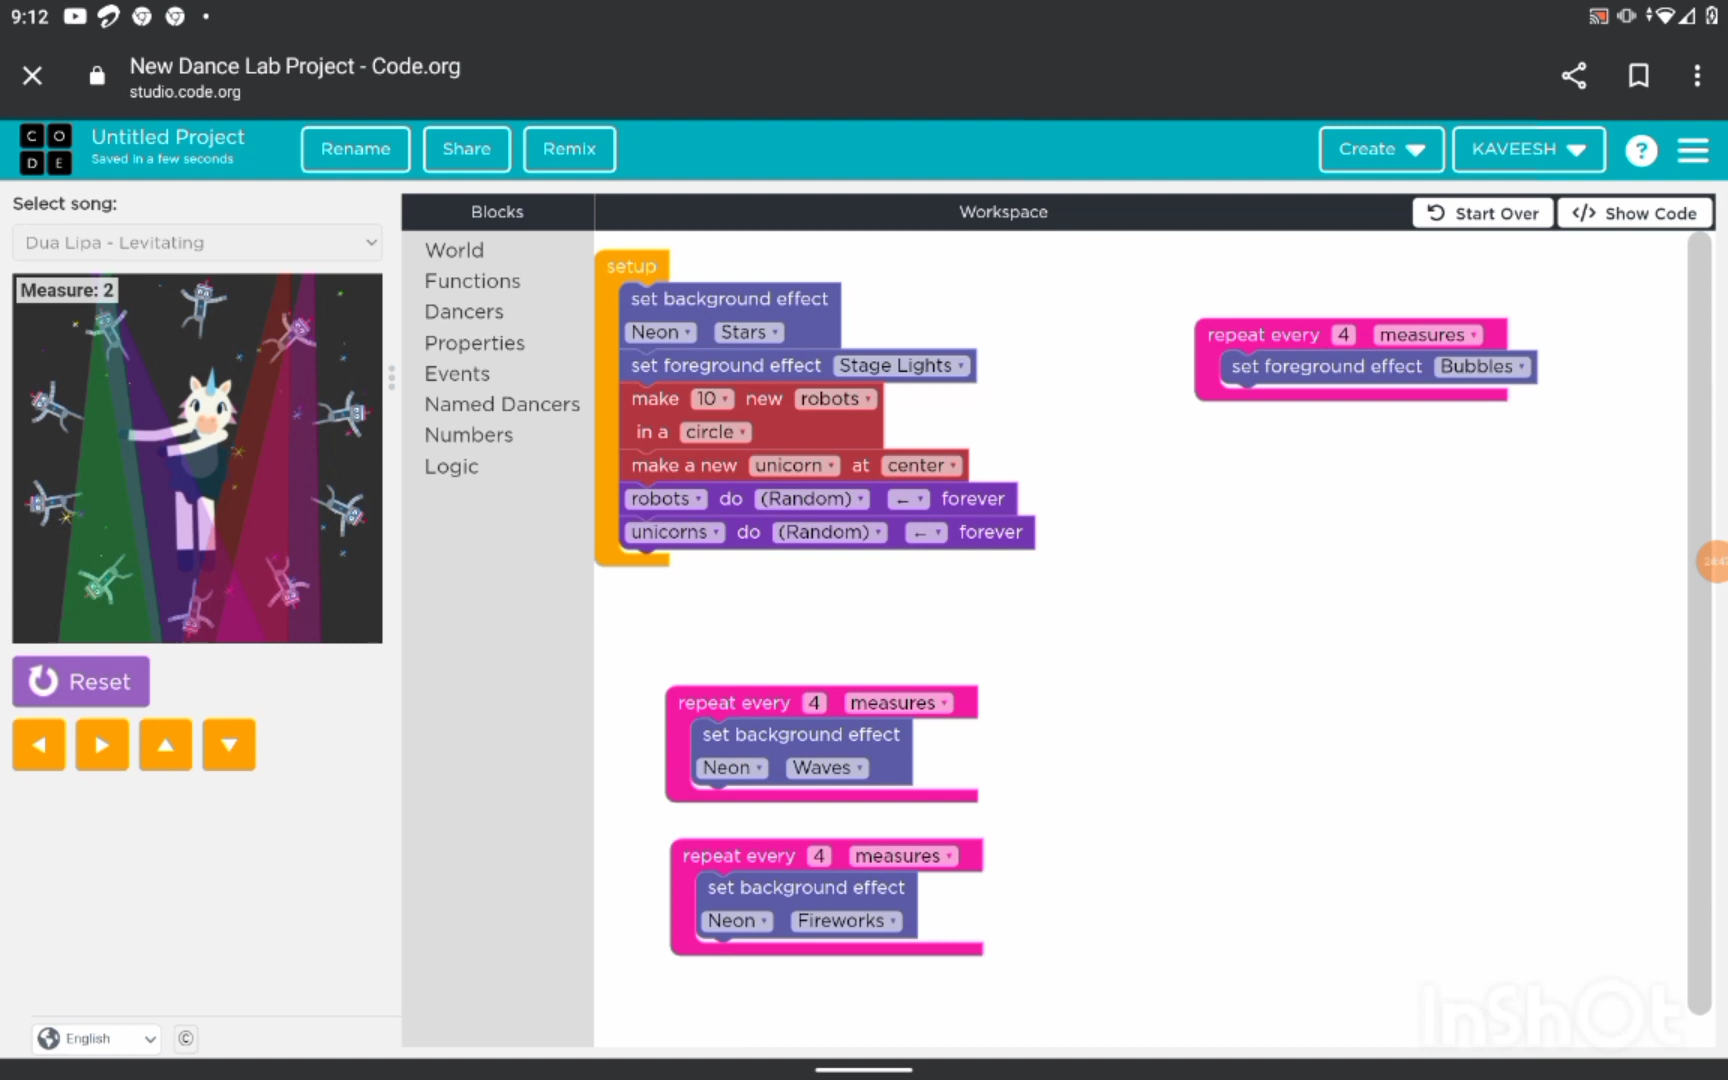 9:12
New Dance Lab Project - Code.org
studio.code.org
C O
D E
Untitled Project
Saved in a few seconds
Rename
Share
Remix
Create
KAVEESH
?
Select song:
Dua Lipa - Levitating
Measure: 2
Reset
English
©
Blocks
World
Functions
Dancers
Properties
Events
Named Dancers
Numbers
Logic
Workspace
Start Over
</> Show Code
setup
set background effect
Neon Stars
set foreground effect Stage Lights
make 10 new robots
in a circle
make a new unicorn at center
robots do (Random) ← forever
unicorns do (Random) ← forever
repeat every 4 measures
set foreground effect Bubbles
repeat every 4 measures
set background effect
Neon Waves
repeat every 4 measures
set background effect
Neon Fireworks
InShOt